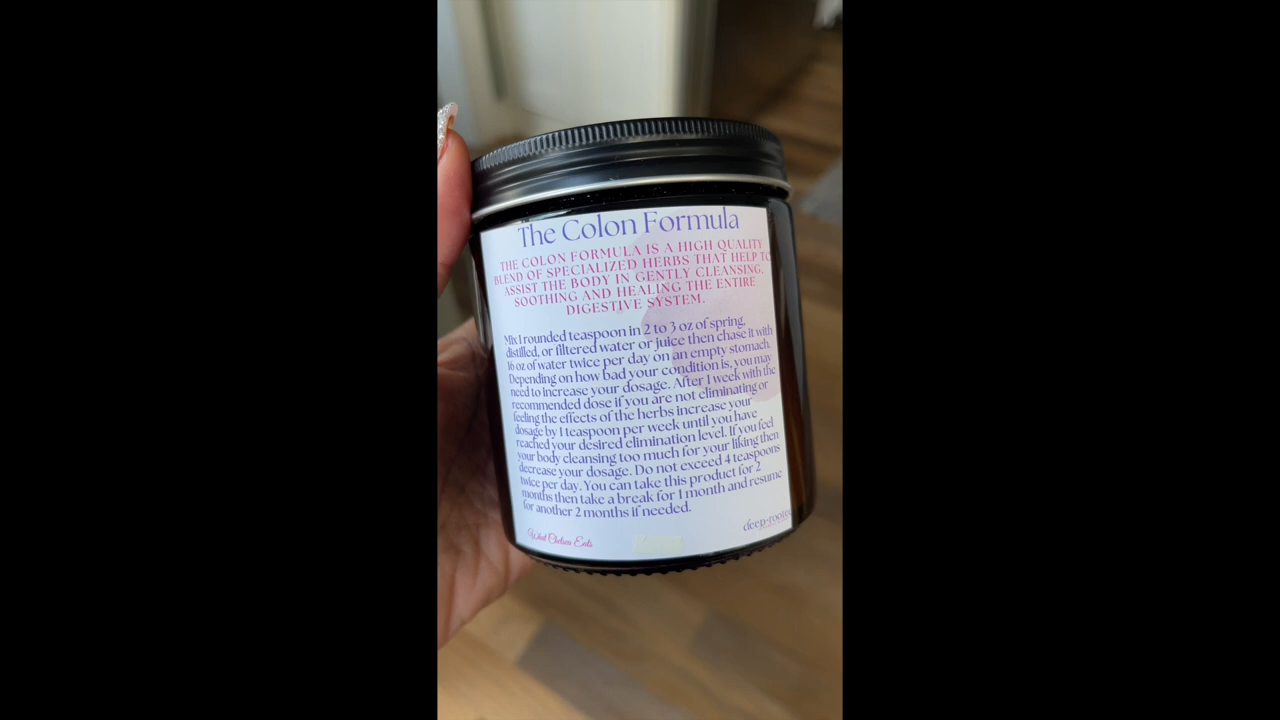 The Colon Formula
THE COLON FORMULA IS A HIGH QUALITY
BLEND OF SPECIALIZED HERBS THAT HELP TO
ASSIST THE BODY IN GENTLY CLEANSING,
SOOTHING AND HEALING THE ENTIRE
DIGESTIVE SYSTEM.
Mix 1 rounded teaspoon in 2 to 3 oz of spring,
distilled, or filtered water or juice then chase it with
16 oz of water twice per day on an empty stomach.
Depending on how bad your condition is, you may
need to increase your dosage. After 1 week with the
recommended dose if you are not eliminating or
feeling the effects of the herbs increase your
dosage by 1 teaspoon per week until you have
reached your desired elimination level. If you feel
your body cleansing too much for your liking then
decrease your dosage. Do not exceed 4 teaspoons
twice per day. You can take this product for 2
months then take a break for 1 month and resume
for another 2 months if needed.
What Chelsea Eats
deep-roots